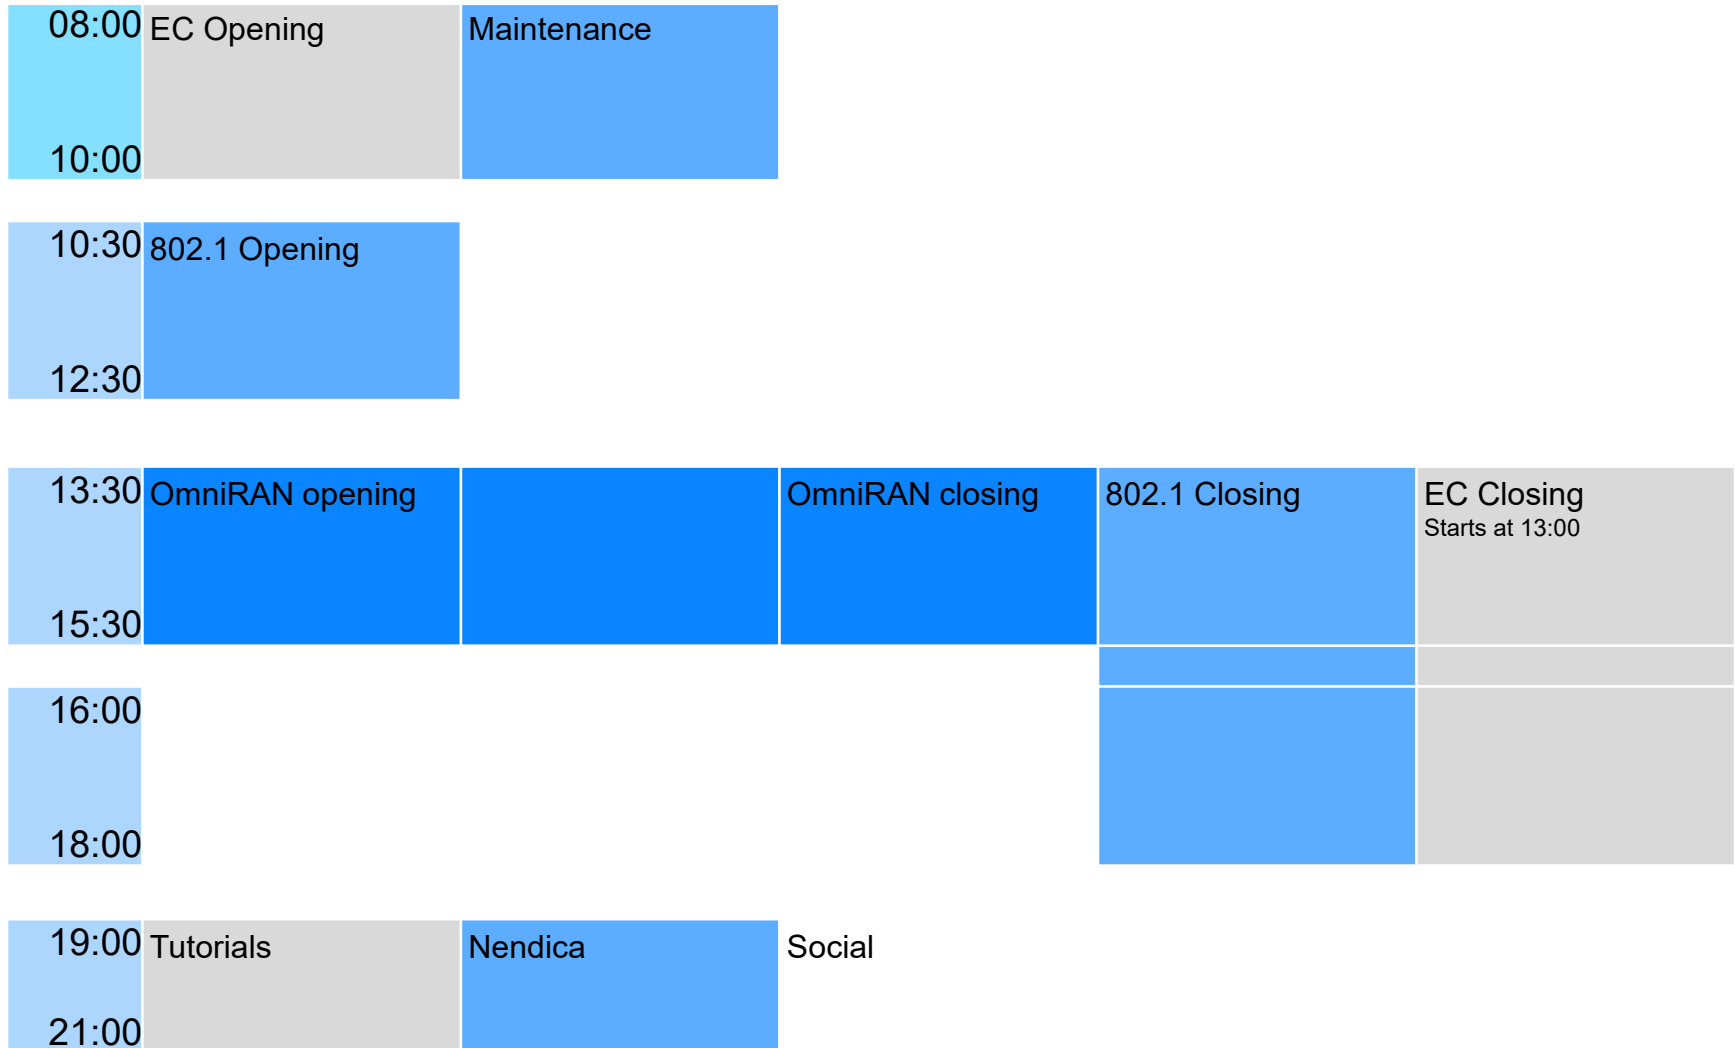 08:00 EC Opening Maintenance
10:00
10:30 802.1 Opening
12:30
13:30 OmniRAN opening OmniRAN closing 802.1 Closing EC Closing
Starts at 13:00
15:30
16:00
18:00
19:00 Tutorials Nendica Social
21:00